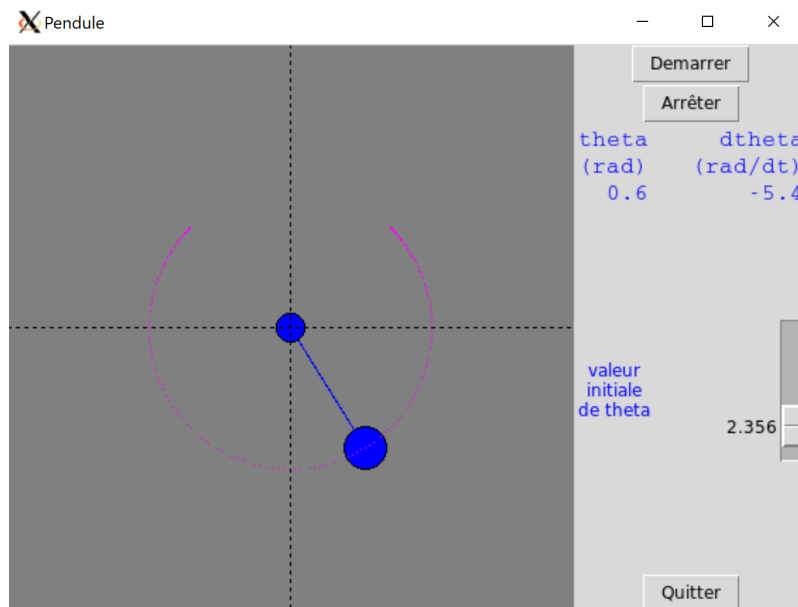 Pendule
Demarrer
Arrêter
theta dtheta
(rad) (rad/dt)
0.6 -5.4
valeur
initiale
de theta
2.356
Quitter